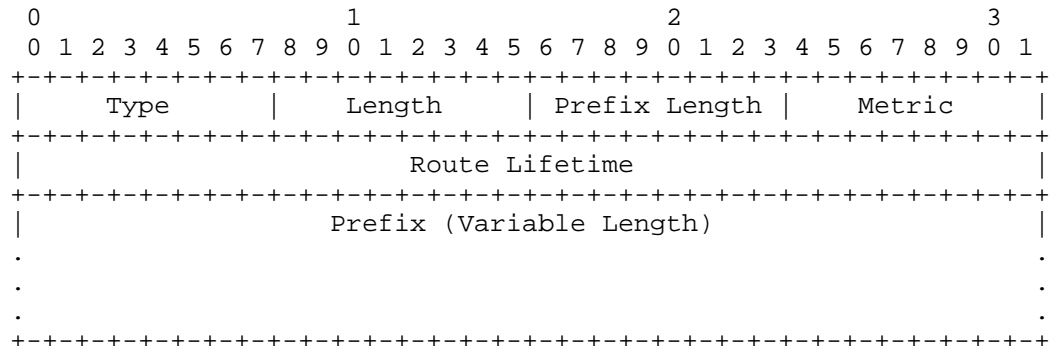 0                   1                   2                   3
 0 1 2 3 4 5 6 7 8 9 0 1 2 3 4 5 6 7 8 9 0 1 2 3 4 5 6 7 8 9 0 1
+-+-+-+-+-+-+-+-+-+-+-+-+-+-+-+-+-+-+-+-+-+-+-+-+-+-+-+-+-+-+-+-+
|     Type      |    Length     | Prefix Length |    Metric     |
+-+-+-+-+-+-+-+-+-+-+-+-+-+-+-+-+-+-+-+-+-+-+-+-+-+-+-+-+-+-+-+-+
|                        Route Lifetime                         |
+-+-+-+-+-+-+-+-+-+-+-+-+-+-+-+-+-+-+-+-+-+-+-+-+-+-+-+-+-+-+-+-+
|                   Prefix (Variable Length)                    |
.                                                               .
.                                                               .
.                                                               .
+-+-+-+-+-+-+-+-+-+-+-+-+-+-+-+-+-+-+-+-+-+-+-+-+-+-+-+-+-+-+-+-+